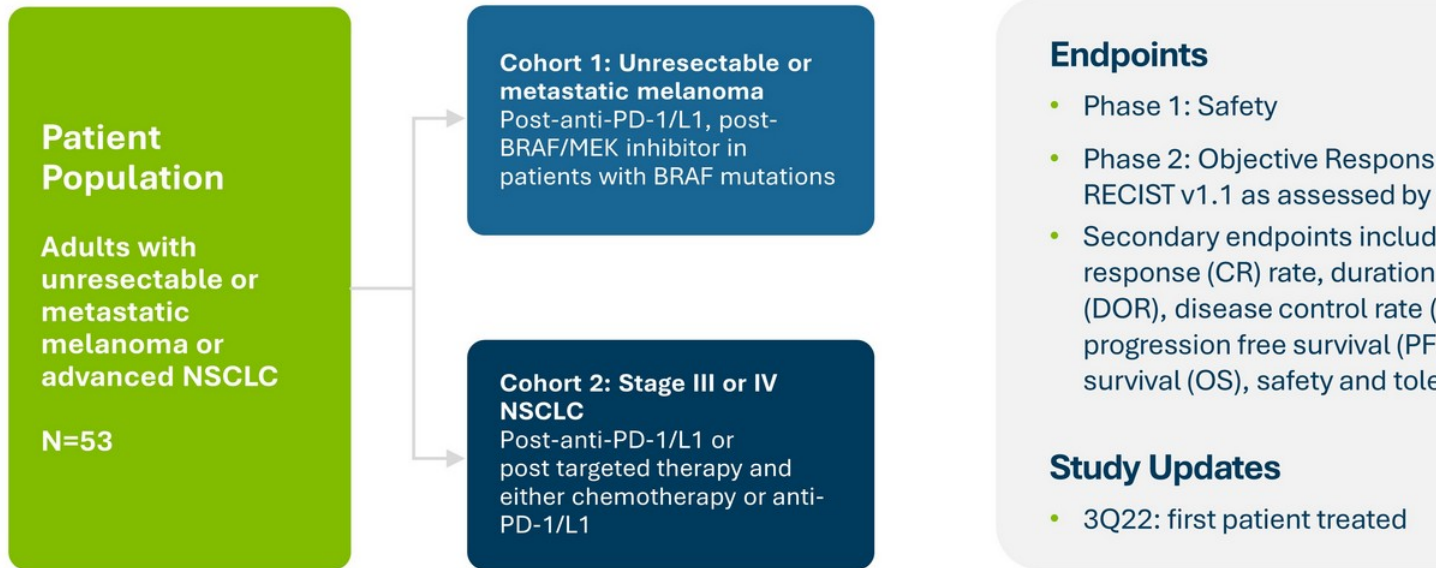 Patient
Population
Adults with
unresectable or
metastatic
melanoma or
advanced NSCLC
N=53
Cohort 1: Unresectable or
metastatic melanoma
Post-anti-PD-1/L1, post-
BRAF/MEK inhibitor in
patients with BRAF mutations
Cohort 2: Stage III or IV
NSCLC
Post-anti-PD-1/L1 or
post targeted therapy and
either chemotherapy or anti-
PD-1/L1
Endpoints
• Phase 1: Safety
• Phase 2: Objective Respons
RECIST v1.1 as assessed by
• Secondary endpoints includ
response (CR) rate, duration
(DOR), disease control rate (
progression free survival (PF
survival (OS), safety and tole
Study Updates
• 3Q22: first patient treated